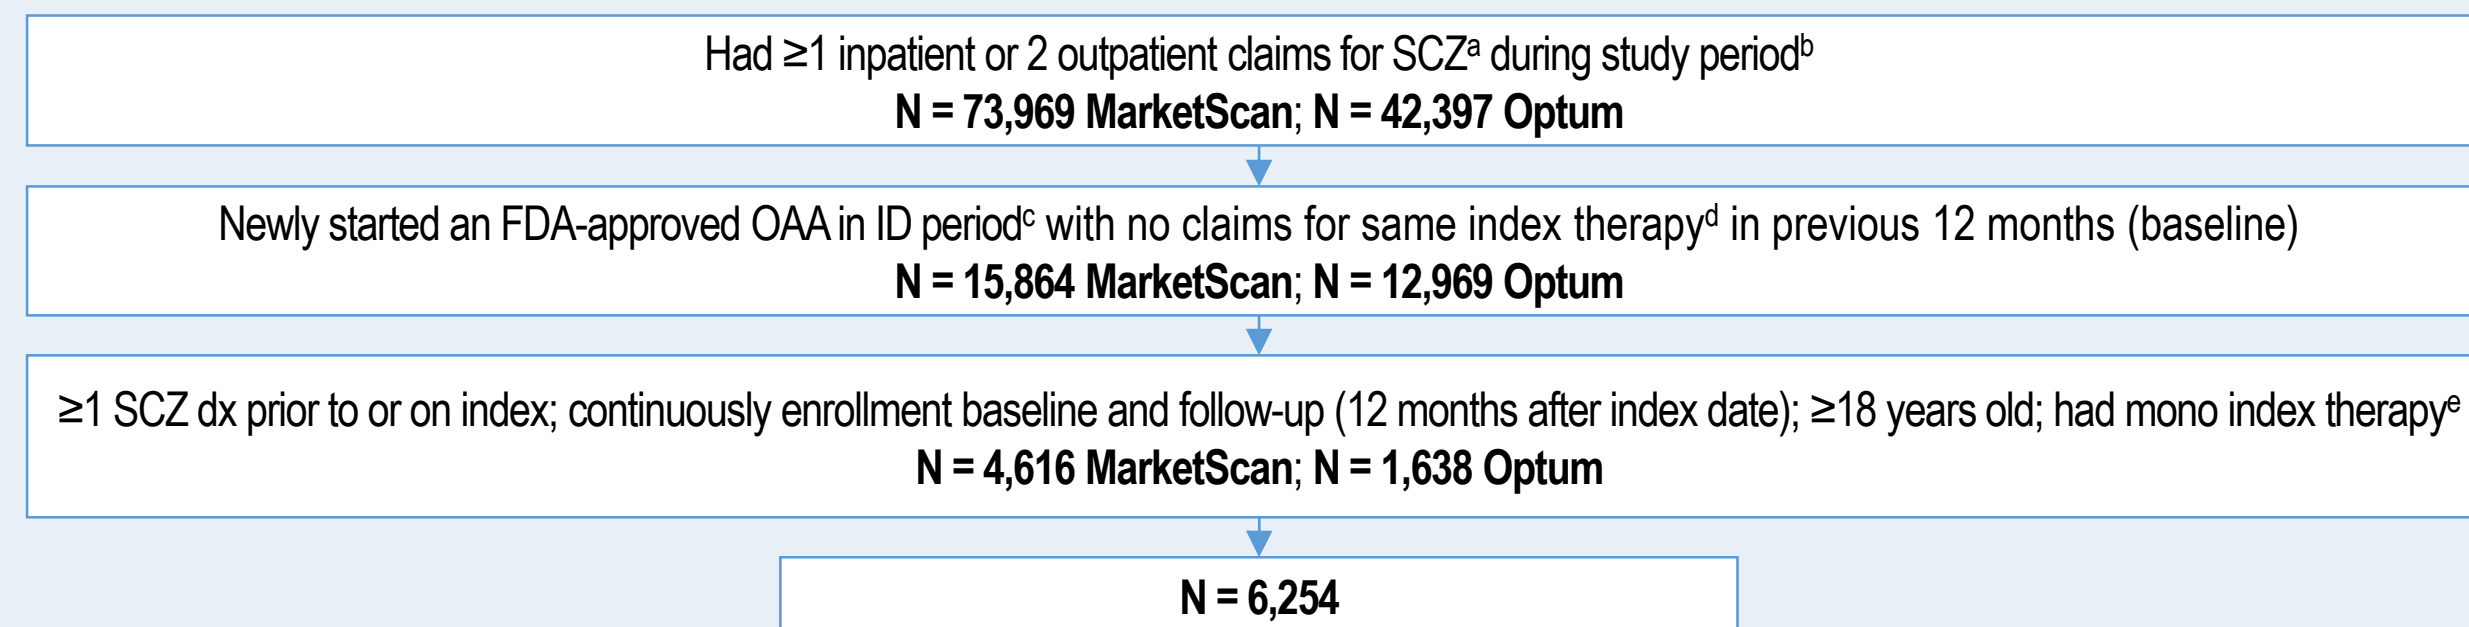 Had ≥1 inpatient or 2 outpatient claims for SCZᵃ during study periodᵇ
N = 73,969 MarketScan; N = 42,397 Optum
Newly started an FDA-approved OAA in ID periodᶜ with no claims for same index therapyᵈ in previous 12 months (baseline)
N = 15,864 MarketScan; N = 12,969 Optum
≥1 SCZ dx prior to or on index; continuously enrollment baseline and follow-up (12 months after index date); ≥18 years old; had mono index therapyᵉ
N = 4,616 MarketScan; N = 1,638 Optum
N = 6,254